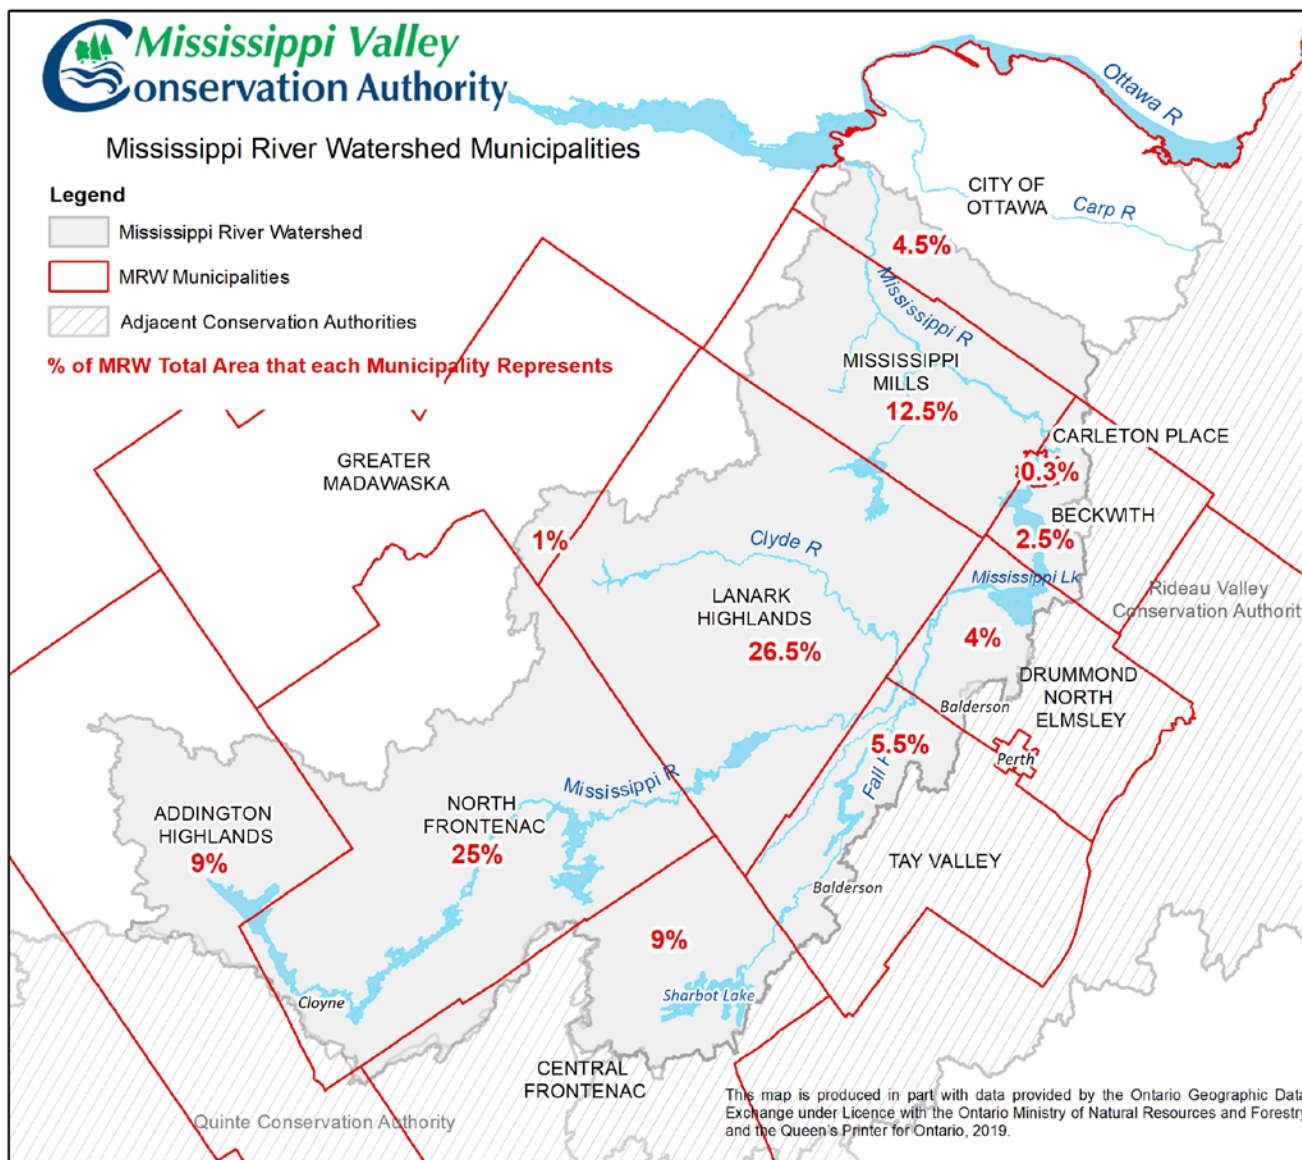 Mississippi Valley
Conservation Authority
Mississippi River Watershed Municipalities
Legend
Mississippi River Watershed
MRW Municipalities
Adjacent Conservation Authorities
% of MRW Total Area that each Municipality Represents
Ottawa R
CITY OF
OTTAWA
Carp R
4.5%
Mississippi R
MISSISSIPPI
MILLS
12.5%
CARLETON PLACE
0.3%
GREATER
MADAWASKA
BECKWITH
2.5%
1%
Clyde R
Mississippi Lk
Rideau Valley
Conservation Authorit
LANARK
HIGHLANDS
26.5%
4%
DRUMMOND
NORTH
ELMSLEY
Balderson
5.5%
Perth
Fall
Mississippi R
ADDINGTON
HIGHLANDS
9%
NORTH
FRONTENAC
25%
TAY VALLEY
Balderson
9%
Sharbot Lake
Cloyne
CENTRAL
FRONTENAC
Quinte Conservation Authority
This map is produced in part with data provided by the Ontario Geographic Data
Exchange under Licence with the Ontario Ministry of Natural Resources and Forestry
and the Queen's Printer for Ontario, 2019.